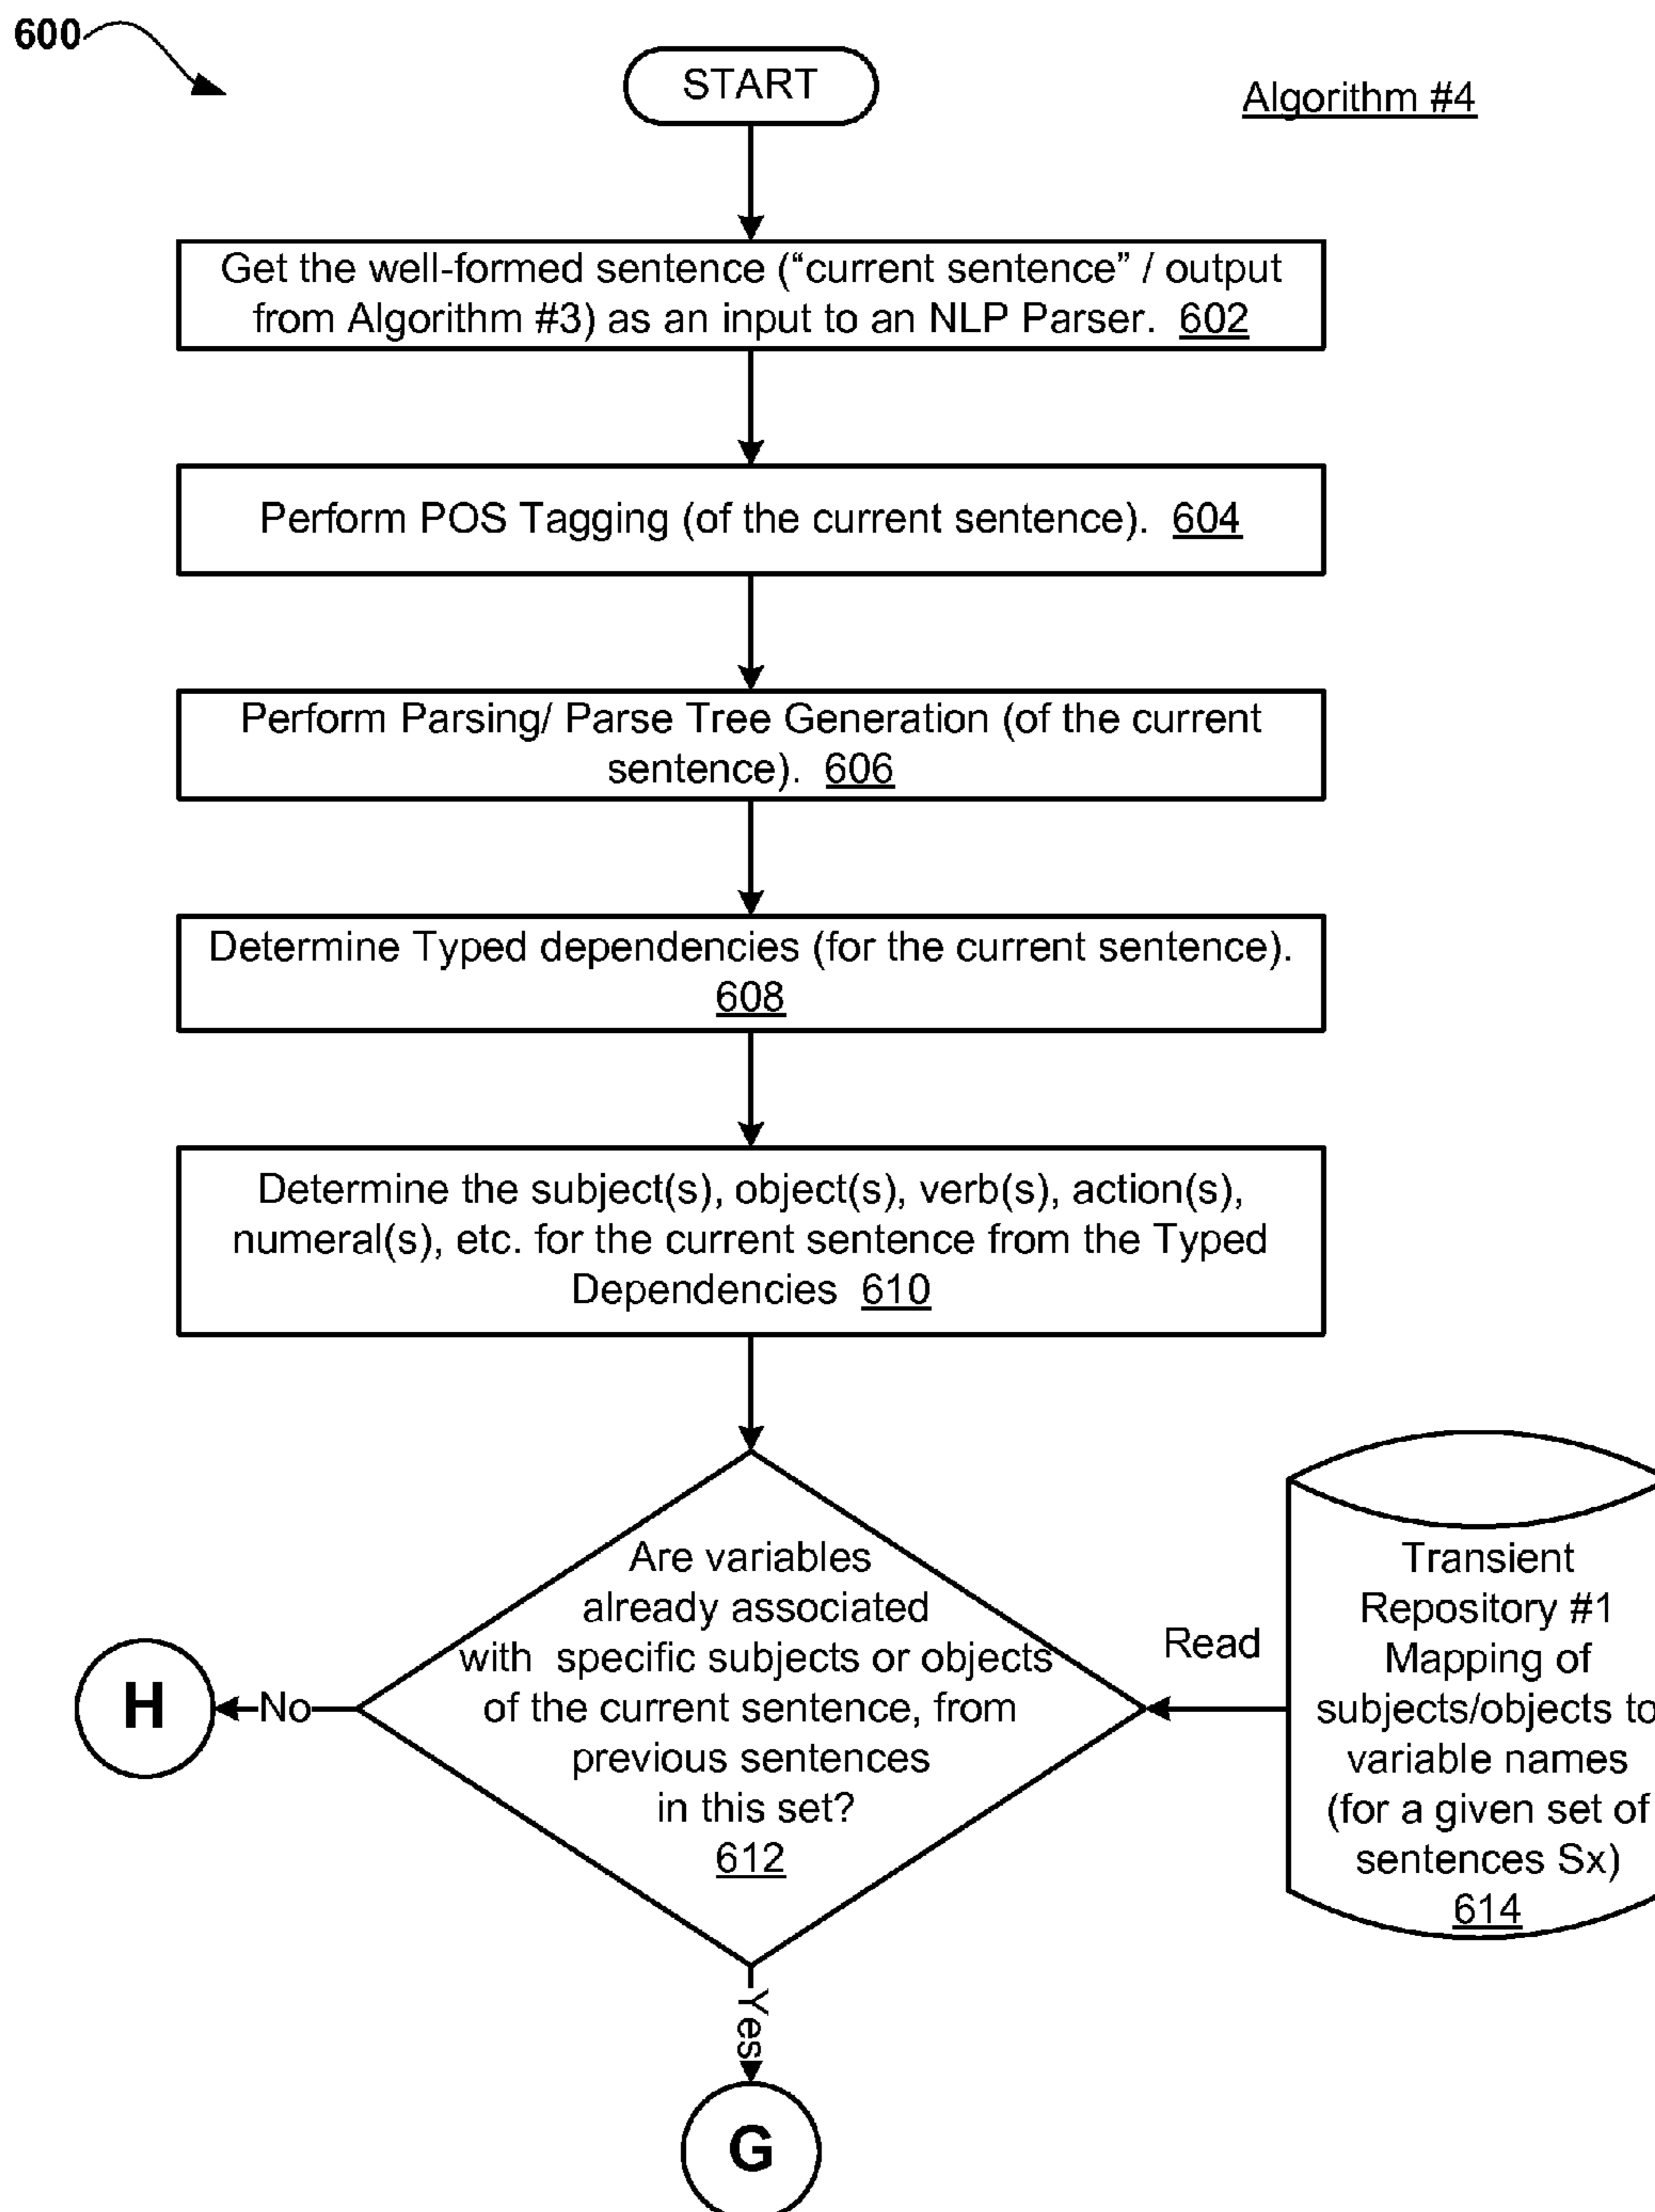 600
START
Algorithm #4
Get the well-formed sentence (“current sentence” / output
from Algorithm #3) as an input to an NLP Parser. 602
Perform POS Tagging (of the current sentence). 604
Perform Parsing/ Parse Tree Generation (of the current
sentence). 606
Determine Typed dependencies (for the current sentence).
608
Determine the subject(s), object(s), verb(s), action(s),
numeral(s), etc. for the current sentence from the Typed
Dependencies 610
Are variables
already associated
with specific subjects or objects
of the current sentence, from
previous sentences
in this set?
612
Read
Transient
Repository #1
Mapping of
subjects/objects to
variable names
(for a given set of
sentences Sx)
614
No
H
Yes
G